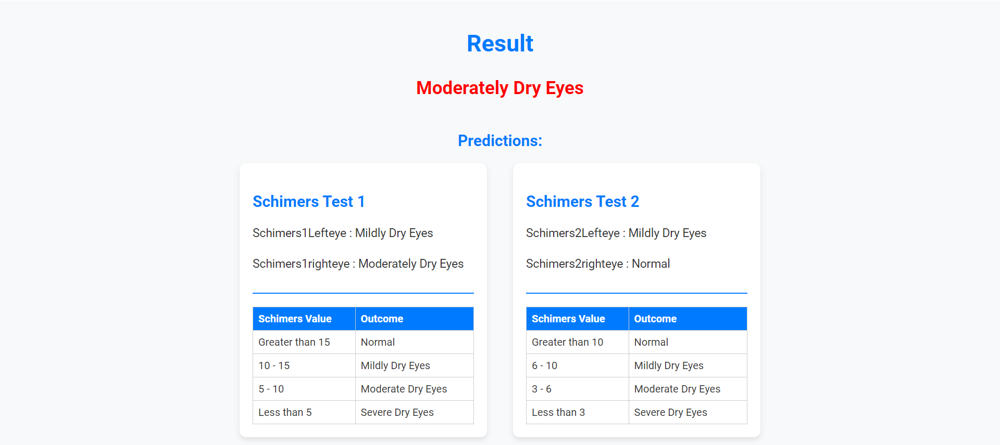 Result
Moderately Dry Eyes
Predictions:
Schimers Test 1
Schimers1Lefteye : Mildly Dry Eyes
Schimers1righteye : Moderately Dry Eyes
Schimers Value Outcome
Greater than 15 Normal
10 - 15 Mildly Dry Eyes
5 - 10 Moderate Dry Eyes
Less than 5 Severe Dry Eyes
Schimers Test 2
Schimers2Lefteye : Mildly Dry Eyes
Schimers2righteye : Normal
Schimers Value Outcome
Greater than 10 Normal
6 - 10 Mildly Dry Eyes
3 - 6 Moderate Dry Eyes
Less than 3 Severe Dry Eyes